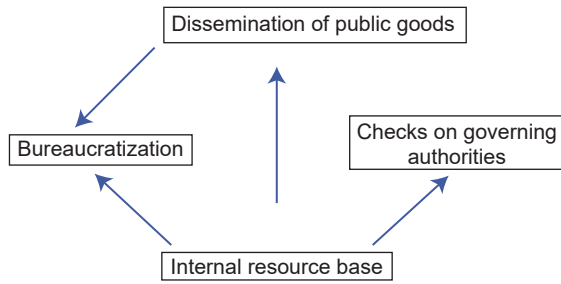 Dissemination of public goods
Bureaucratization
Checks on governing
authorities
Internal resource base